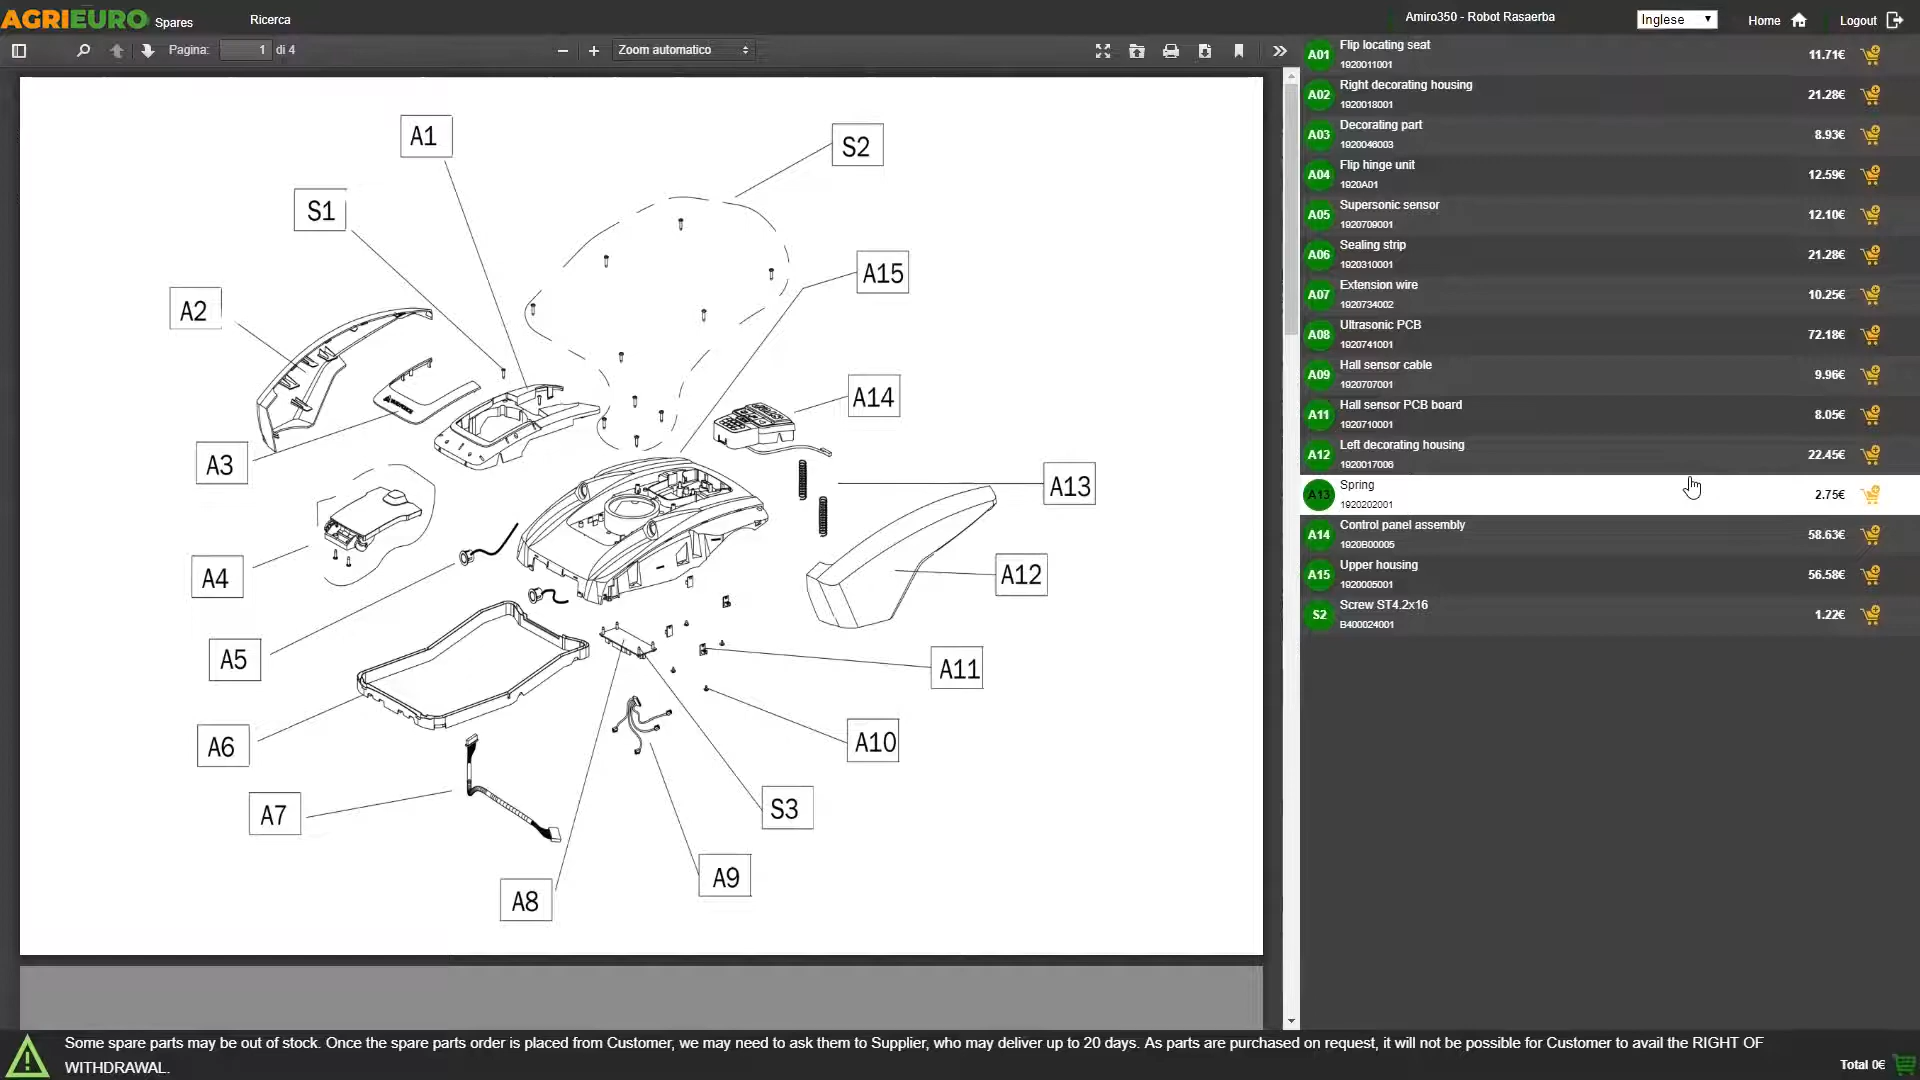 AGRIEURO Spares
Ricerca
Amiro350 - Robot Rasaerba
Inglese
Home
Logout
Pagina: 1 di 4
Zoom automatico
A1
S2
S1
A15
A2
A14
A3
A13
A4
A12
A5
A11
A6
A10
A7
S3
A9
A8
A01 Flip locating seat 11.71€
1920011001
A02 Right decorating housing 21.28€
1920018001
A03 Decorating part 8.93€
1920046003
A04 Flip hinge unit 12.59€
1920A01
A05 Supersonic sensor 12.10€
1920709001
A06 Sealing strip 21.28€
1920310001
A07 Extension wire 10.25€
1920734002
A08 Ultrasonic PCB 72.18€
1920741001
A09 Hall sensor cable 9.96€
1920707001
A11 Hall sensor PCB board 8.05€
1920710001
A12 Left decorating housing 22.45€
1920017006
A13 Spring 2.75€
1920202001
A14 Control panel assembly 58.63€
1920B00005
A15 Upper housing 56.58€
1920005001
S2 Screw ST4.2x16 1.22€
B400024001
Some spare parts may be out of stock. Once the spare parts order is placed from Customer, we may need to ask them to Supplier, who may deliver up to 20 days. As parts are purchased on request, it will not be possible for Customer to avail the RIGHT OF
WITHDRAWAL.
Total 0€